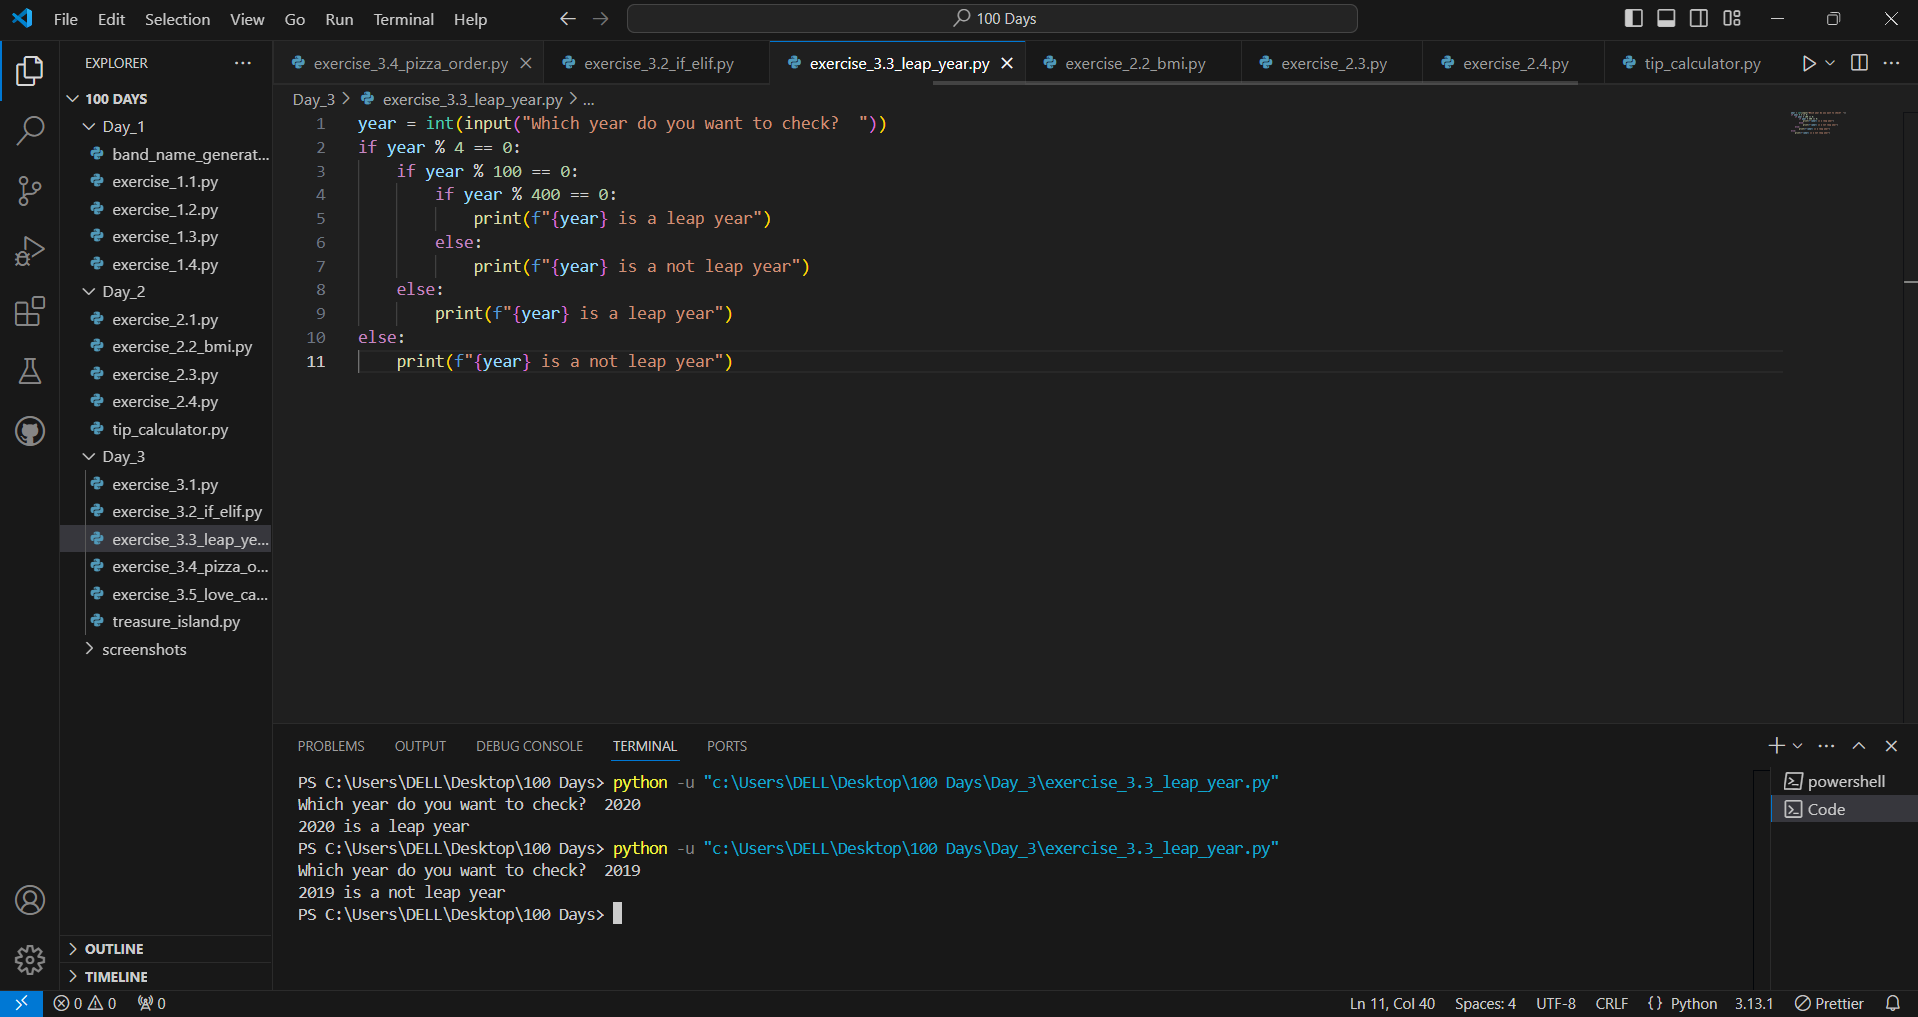 File Edit Selection View Go Run Terminal Help
100 Days
EXPLORER
100 DAYS
Day_1
band_name_generat...
exercise_1.1.py
exercise_1.2.py
exercise_1.3.py
exercise_1.4.py
Day_2
exercise_2.1.py
exercise_2.2_bmi.py
exercise_2.3.py
exercise_2.4.py
tip_calculator.py
Day_3
exercise_3.1.py
exercise_3.2_if_elif.py
exercise_3.3_leap_ye...
exercise_3.4_pizza_o...
exercise_3.5_love_ca...
treasure_island.py
screenshots
OUTLINE
TIMELINE
exercise_3.4_pizza_order.py exercise_3.2_if_elif.py exercise_3.3_leap_year.py exercise_2.2_bmi.py exercise_2.3.py exercise_2.4.py tip_calculator.py
Day_3 > exercise_3.3_leap_year.py > ...
1 year = int(input("Which year do you want to check?  "))
2 if year % 4 == 0:
3     if year % 100 == 0:
4         if year % 400 == 0:
5             print(f"{year} is a leap year")
6         else:
7             print(f"{year} is a not leap year")
8     else:
9         print(f"{year} is a leap year")
10 else:
11     print(f"{year} is a not leap year")
PROBLEMS OUTPUT DEBUG CONSOLE TERMINAL PORTS
PS C:\Users\DELL\Desktop\100 Days> python -u "c:\Users\DELL\Desktop\100 Days\Day_3\exercise_3.3_leap_year.py"
Which year do you want to check?  2020
2020 is a leap year
PS C:\Users\DELL\Desktop\100 Days> python -u "c:\Users\DELL\Desktop\100 Days\Day_3\exercise_3.3_leap_year.py"
Which year do you want to check?  2019
2019 is a not leap year
PS C:\Users\DELL\Desktop\100 Days>
powershell
Code
0 0 0 Ln 11, Col 40 Spaces: 4 UTF-8 CRLF {} Python 3.13.1 Prettier